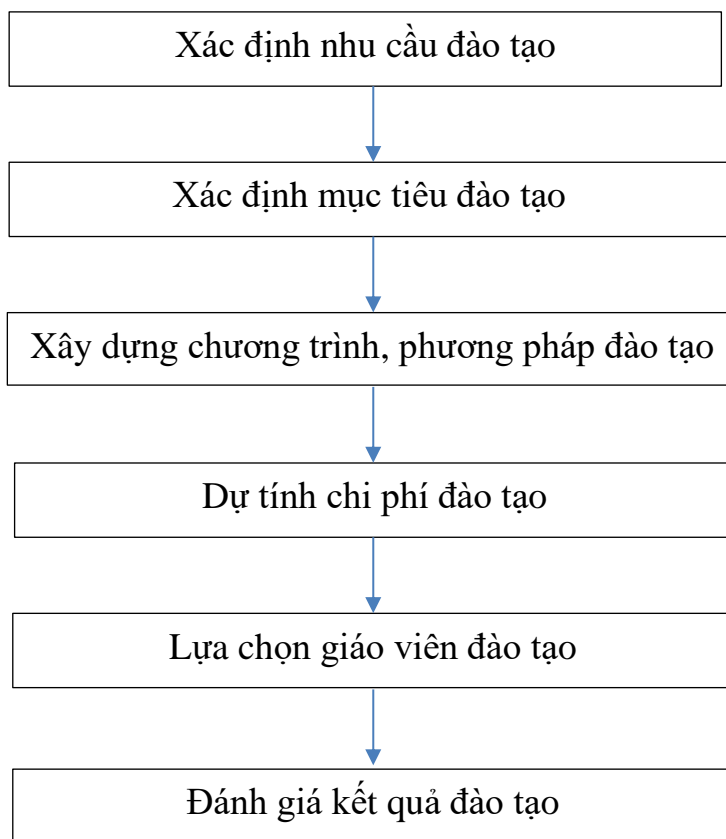 Xác định nhu cầu đào tạo
Xác định mục tiêu đào tạo
Xây dựng chương trình, phương pháp đào tạo
Dự tính chi phí đào tạo
Lựa chọn giáo viên đào tạo
Đánh giá kết quả đào tạo